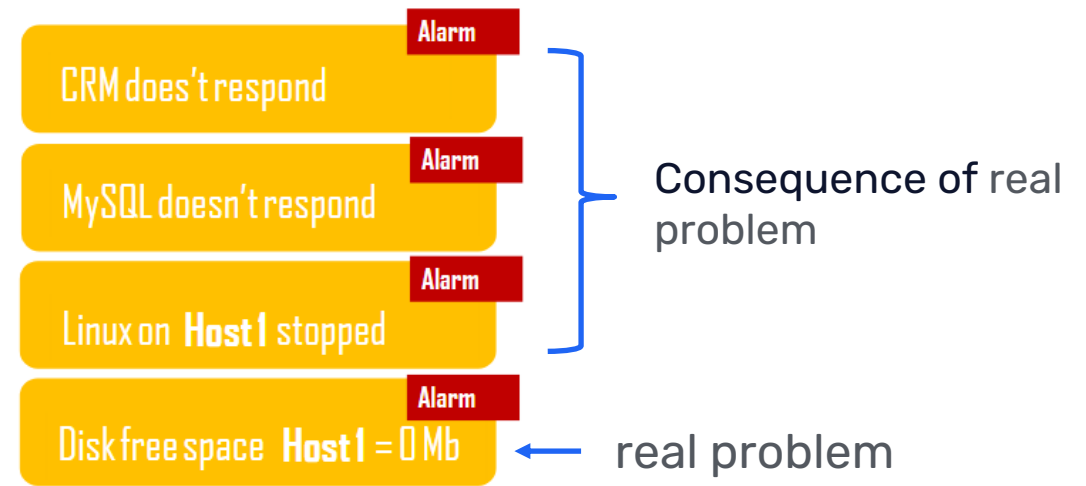 Alarm
CRM does't respond
Alarm
MySQL doesn't respond
Consequence of real
problem
Alarm
Linux on Host1 stopped
Alarm
Disk free space Host1 = 0 Mb
real problem